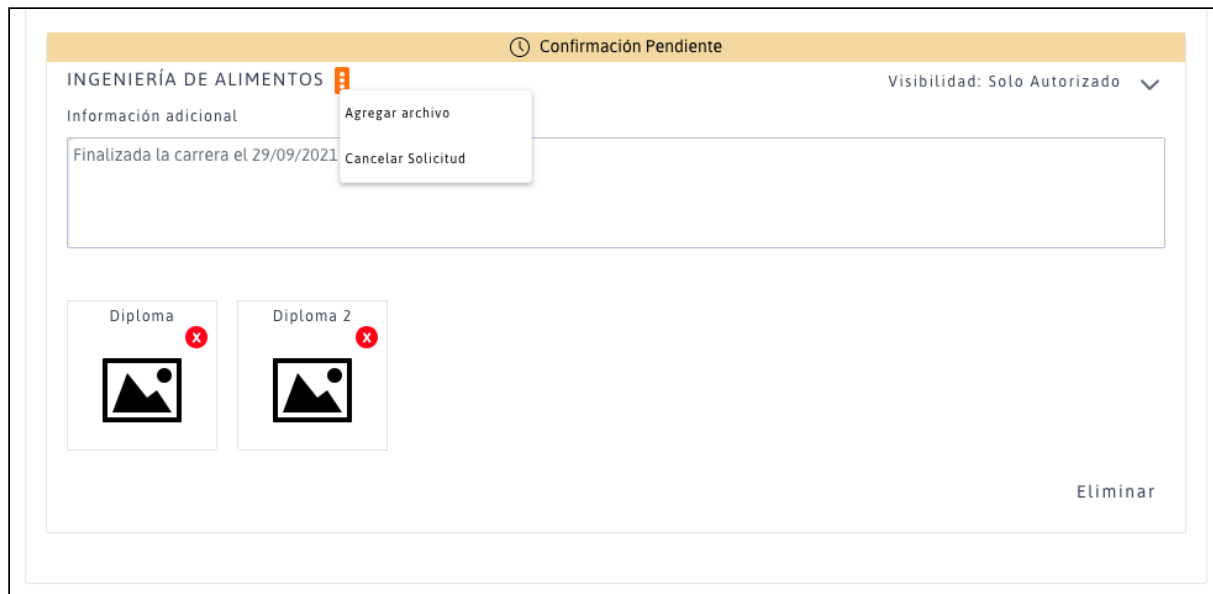 Confirmación Pendiente
INGENIERÍA DE ALIMENTOS
Visibilidad: Solo Autorizado
Información adicional
Agregar archivo
Finalizada la carrera el 29/09/2021
Cancelar Solicitud
Diploma
X
Diploma 2
X
Eliminar